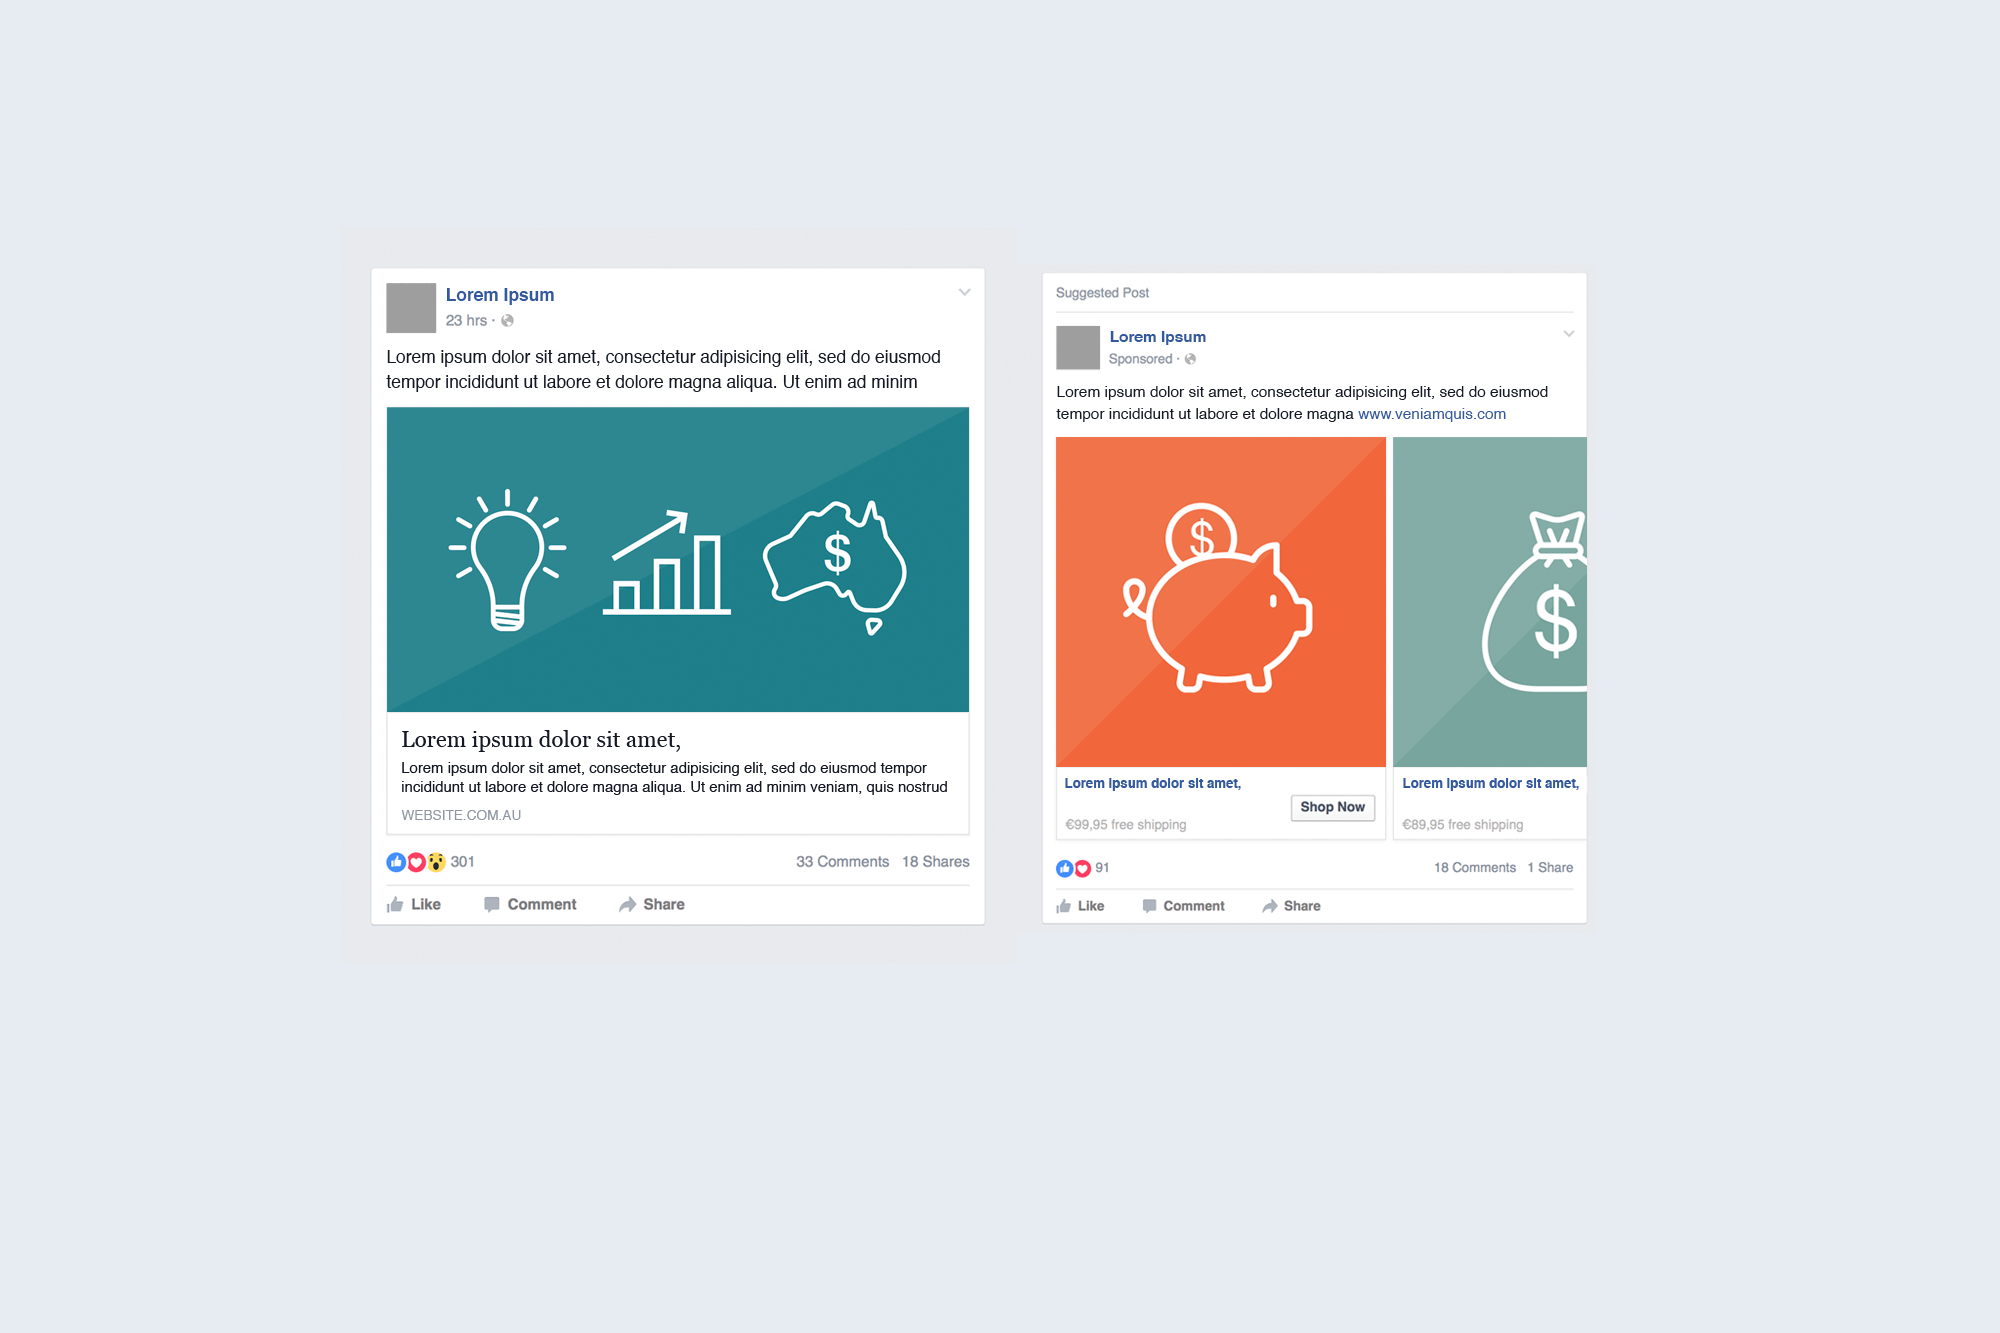 Lorem Ipsum
23 hrs ·
Lorem ipsum dolor sit amet, consectetur adipisicing elit, sed do eiusmod
tempor incididunt ut labore et dolore magna aliqua. Ut enim ad minim
$
Lorem ipsum dolor sit amet,
Lorem ipsum dolor sit amet, consectetur adipisicing elit, sed do eiusmod tempor
incididunt ut labore et dolore magna aliqua. Ut enim ad minim veniam, quis nostrud
WEBSITE.COM.AU
301 33 Comments 18 Shares
Like Comment Share
Suggested Post
Lorem Ipsum
Sponsored ·
Lorem ipsum dolor sit amet, consectetur adipisicing elit, sed do eiusmod
tempor incididunt ut labore et dolore magna www.veniamquis.com
$
$
Lorem ipsum dolor sit amet,
Shop Now
€99,95 free shipping
Lorem ipsum dolor sit amet,
€89,95 free shipping
91 18 Comments 1 Share
Like Comment Share